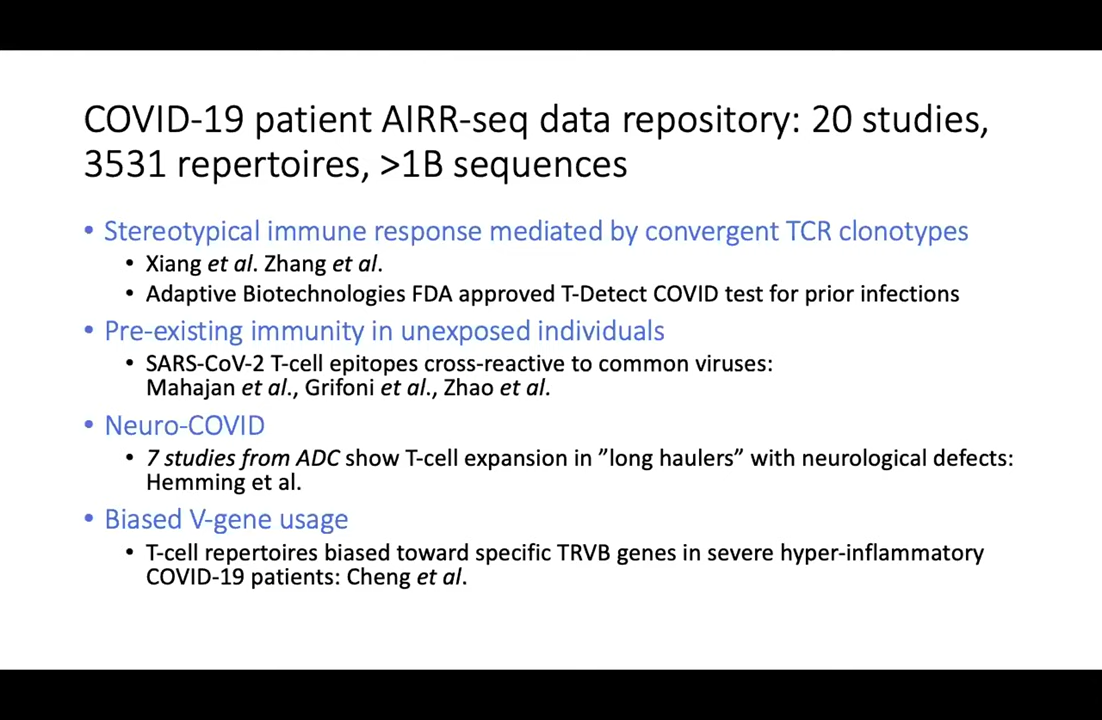 COVID-19 patient AIRR-seq data repository: 20 studies,
3531 repertoires, >1B sequences
• Stereotypical immune response mediated by convergent TCR clonotypes
• Xiang et al. Zhang et al.
• Adaptive Biotechnologies FDA approved T-Detect COVID test for prior infections
• Pre-existing immunity in unexposed individuals
• SARS-CoV-2 T-cell epitopes cross-reactive to common viruses:
Mahajan et al., Grifoni et al., Zhao et al.
• Neuro-COVID
• 7 studies from ADC show T-cell expansion in ”long haulers” with neurological defects:
Hemming et al.
• Biased V-gene usage
• T-cell repertoires biased toward specific TRVB genes in severe hyper-inflammatory
COVID-19 patients: Cheng et al.